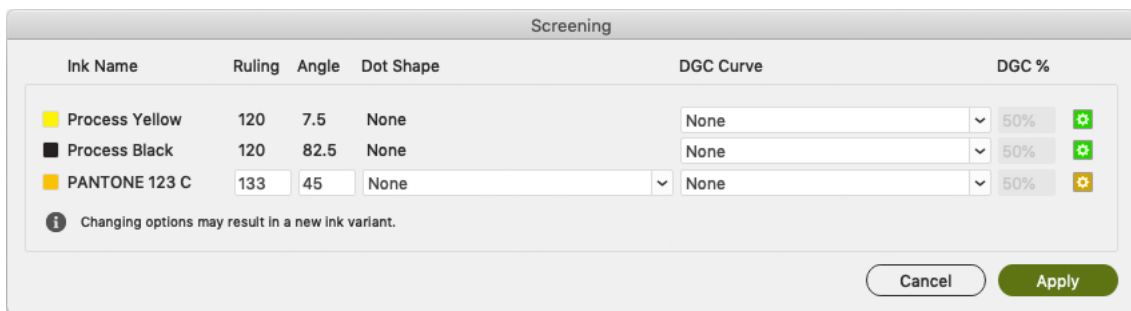 Screening
Ink Name Ruling Angle Dot Shape DGC Curve DGC %
Process Yellow 120 7.5 None None 50%
Process Black 120 82.5 None None 50%
PANTONE 123 C 133 45 None None 50%
Changing options may result in a new ink variant.
Cancel Apply